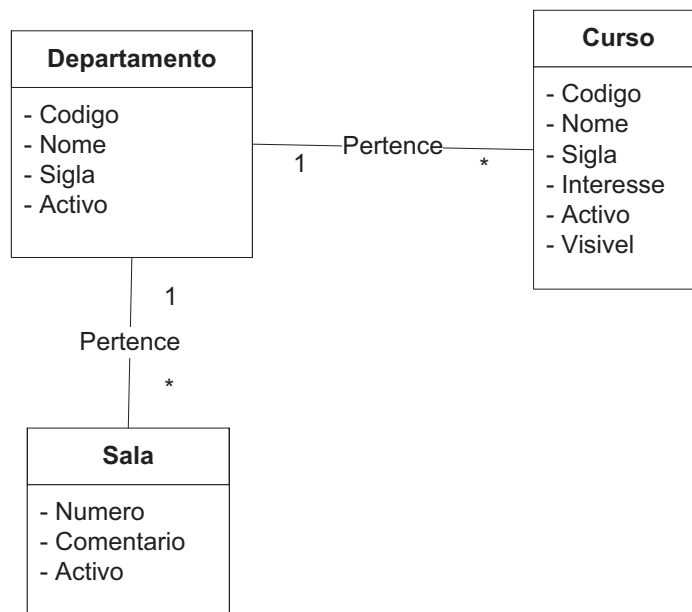 Departamento
- Codigo
- Nome
- Sigla
- Activo
1
Pertence
*
Curso
- Codigo
- Nome
- Sigla
- Interesse
- Activo
- Visivel
1
Pertence
*
Sala
- Numero
- Comentario
- Activo